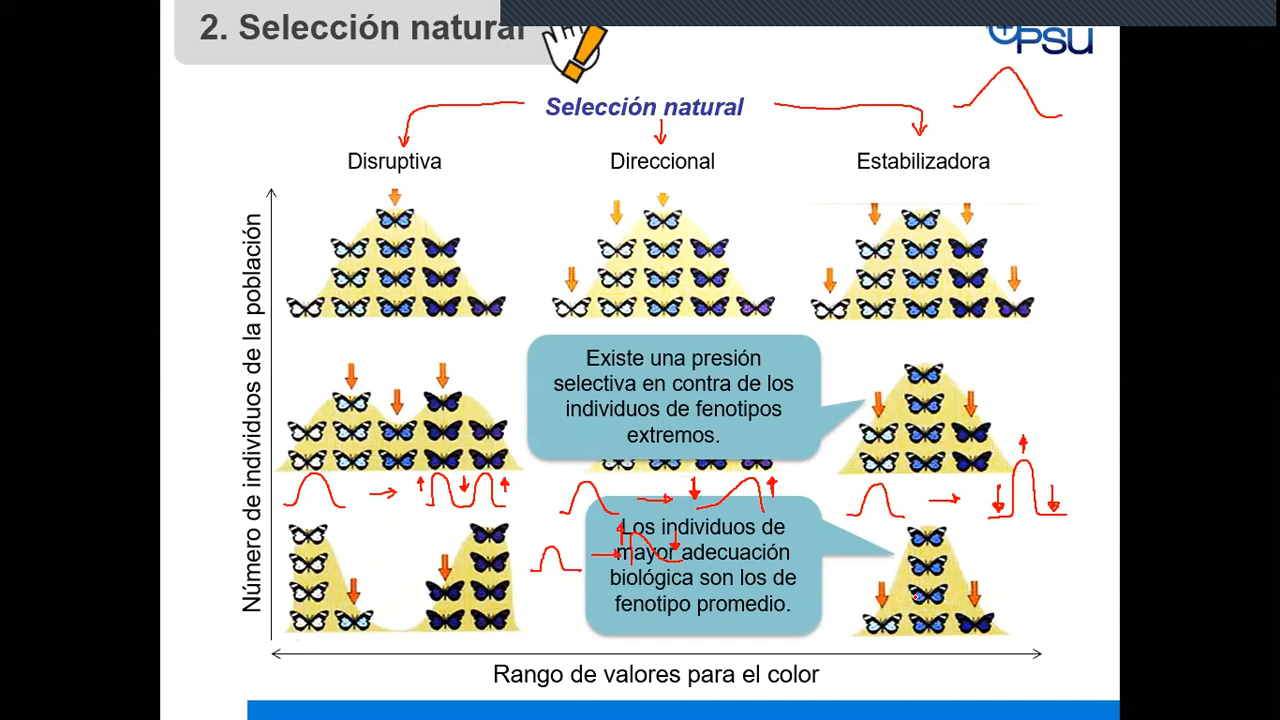 2. Selección natural
PSU
Selección natural
Disruptiva
Direccional
Estabilizadora
Número de individuos de la población
Existe una presión
selectiva en contra de los
individuos de fenotipos
extremos.
Los individuos de
mayor adecuación
biológica son los de
fenotipo promedio.
Rango de valores para el color